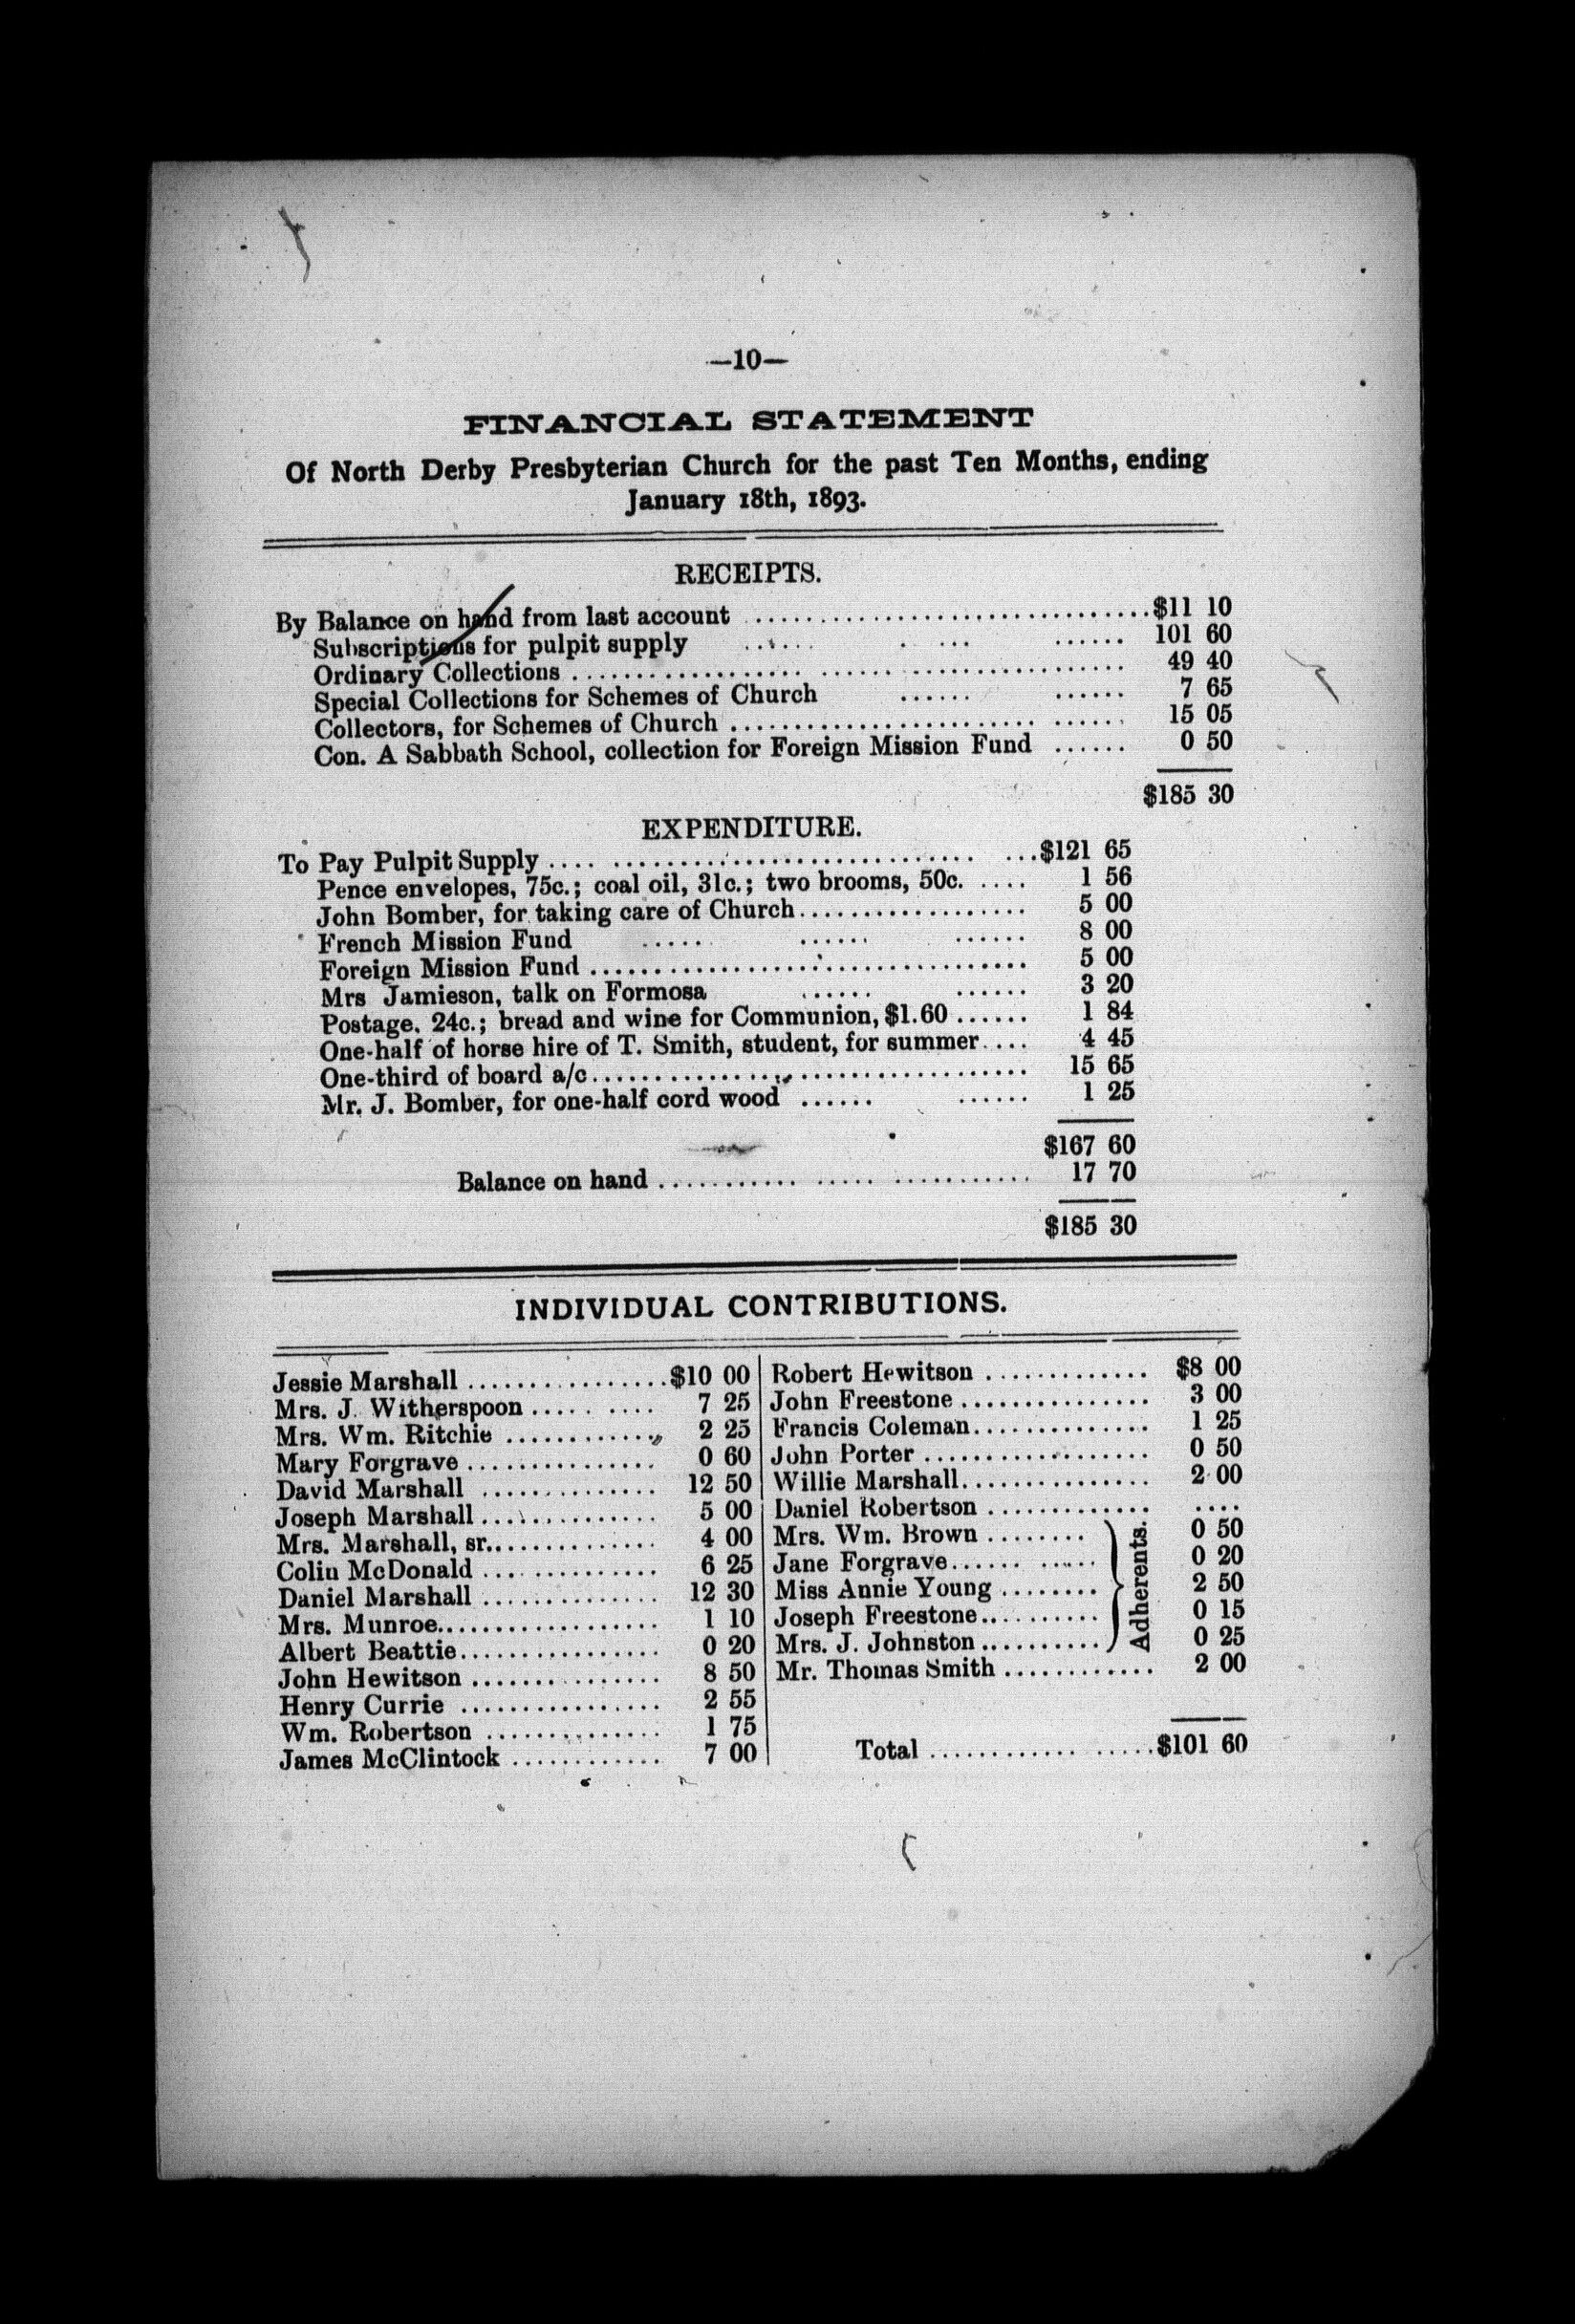 —10—
FINANCIAL STATEMENT
Of North Derby Presbyterian Church for the past Ten Months, ending
January 18th, 1893.
RECEIPTS.
By Balance on hand from last account ........ $11 10
Subscriptions for pulpit supply ........ 101 60
Ordinary Collections ........ 49 40
Special Collections for Schemes of Church ........ 7 65
Collectors, for Schemes of Church ........ 15 05
Con. A Sabbath School, collection for Foreign Mission Fund ...... 0 50
$185 30
EXPENDITURE.
To Pay Pulpit Supply ........ $121 65
Pence envelopes, 75c.; coal oil, 31c.; two brooms, 50c. .... 1 56
John Bomber, for taking care of Church ........ 5 00
French Mission Fund ........ 8 00
Foreign Mission Fund ........ 5 00
Mrs Jamieson, talk on Formosa ........ 3 20
Postage. 24c.; bread and wine for Communion, $1.60 ...... 1 84
One-half of horse hire of T. Smith, student, for summer .... 4 45
One-third of board a/c ........ 15 65
Mr. J. Bomber, for one-half cord wood ........ 1 25
$167 60
Balance on hand ........ 17 70
$185 30
INDIVIDUAL CONTRIBUTIONS.
Jessie Marshall ........ $10 00
Mrs. J. Witherspoon ........ 7 25
Mrs. Wm. Ritchie ........ 2 25
Mary Forgrave ........ 0 60
David Marshall ........ 12 50
Joseph Marshall ........ 5 00
Mrs. Marshall, sr. ........ 4 00
Colin McDonald ........ 6 25
Daniel Marshall ........ 12 30
Mrs. Munroe ........ 1 10
Albert Beattie ........ 0 20
John Hewitson ........ 8 50
Henry Currie ........ 2 55
Wm. Robertson ........ 1 75
James McClintock ........ 7 00
Robert Hewitson ........ $8 00
John Freestone ........ 3 00
Francis Coleman ........ 1 25
John Porter ........ 0 50
Willie Marshall ........ 2 00
Daniel Robertson ........ ....
Mrs. Wm. Brown ........ 0 50
Jane Forgrave ........ 0 20
Miss Annie Young ........ 2 50
Joseph Freestone ........ 0 15
Mrs. J. Johnston ........ 0 25
Adherents.
Mr. Thomas Smith ........ 2 00
Total ........ $101 60